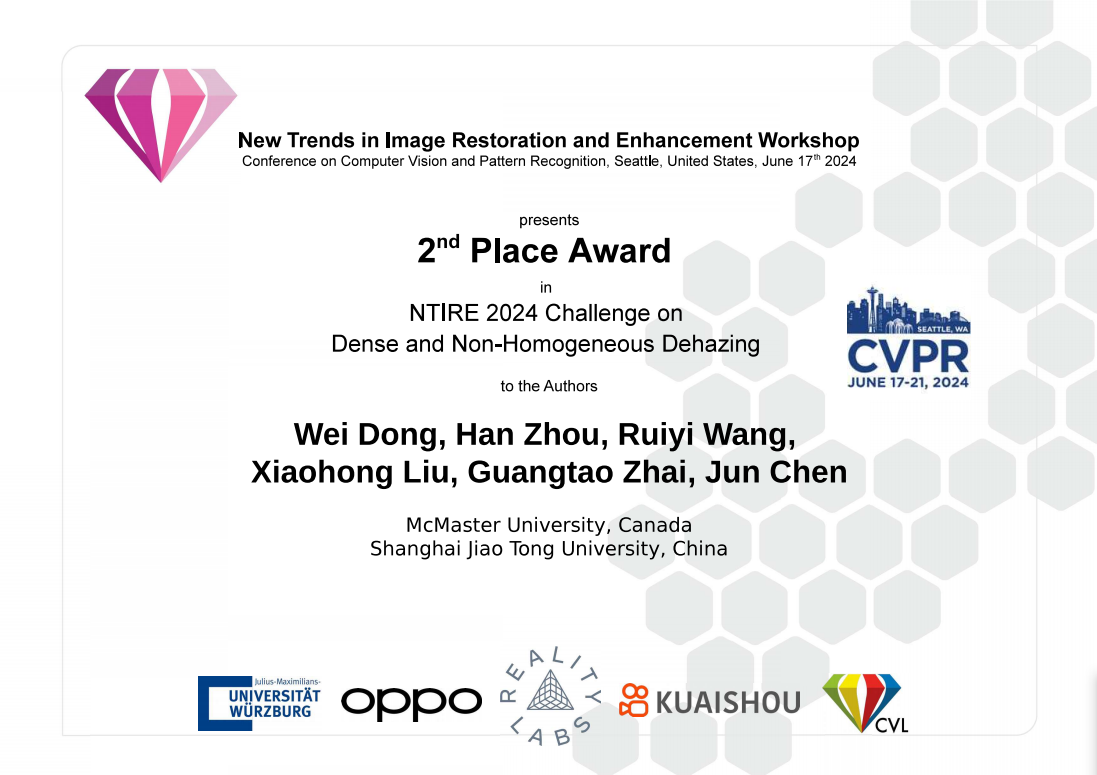 New Trends in Image Restoration and Enhancement Workshop
Conference on Computer Vision and Pattern Recognition, Seattle, United States, June 17th 2024
presents
2nd Place Award
in
NTIRE 2024 Challenge on
Dense and Non-Homogeneous Dehazing
SEATTLE, WA
CVPR
JUNE 17-21, 2024
to the Authors
Wei Dong, Han Zhou, Ruiyi Wang,
Xiaohong Liu, Guangtao Zhai, Jun Chen
McMaster University, Canada
Shanghai Jiao Tong University, China
Julius-Maximilians-
UNIVERSITÄT
WÜRZBURG
oppo
REALITY
LABS
KUAISHOU
CVL